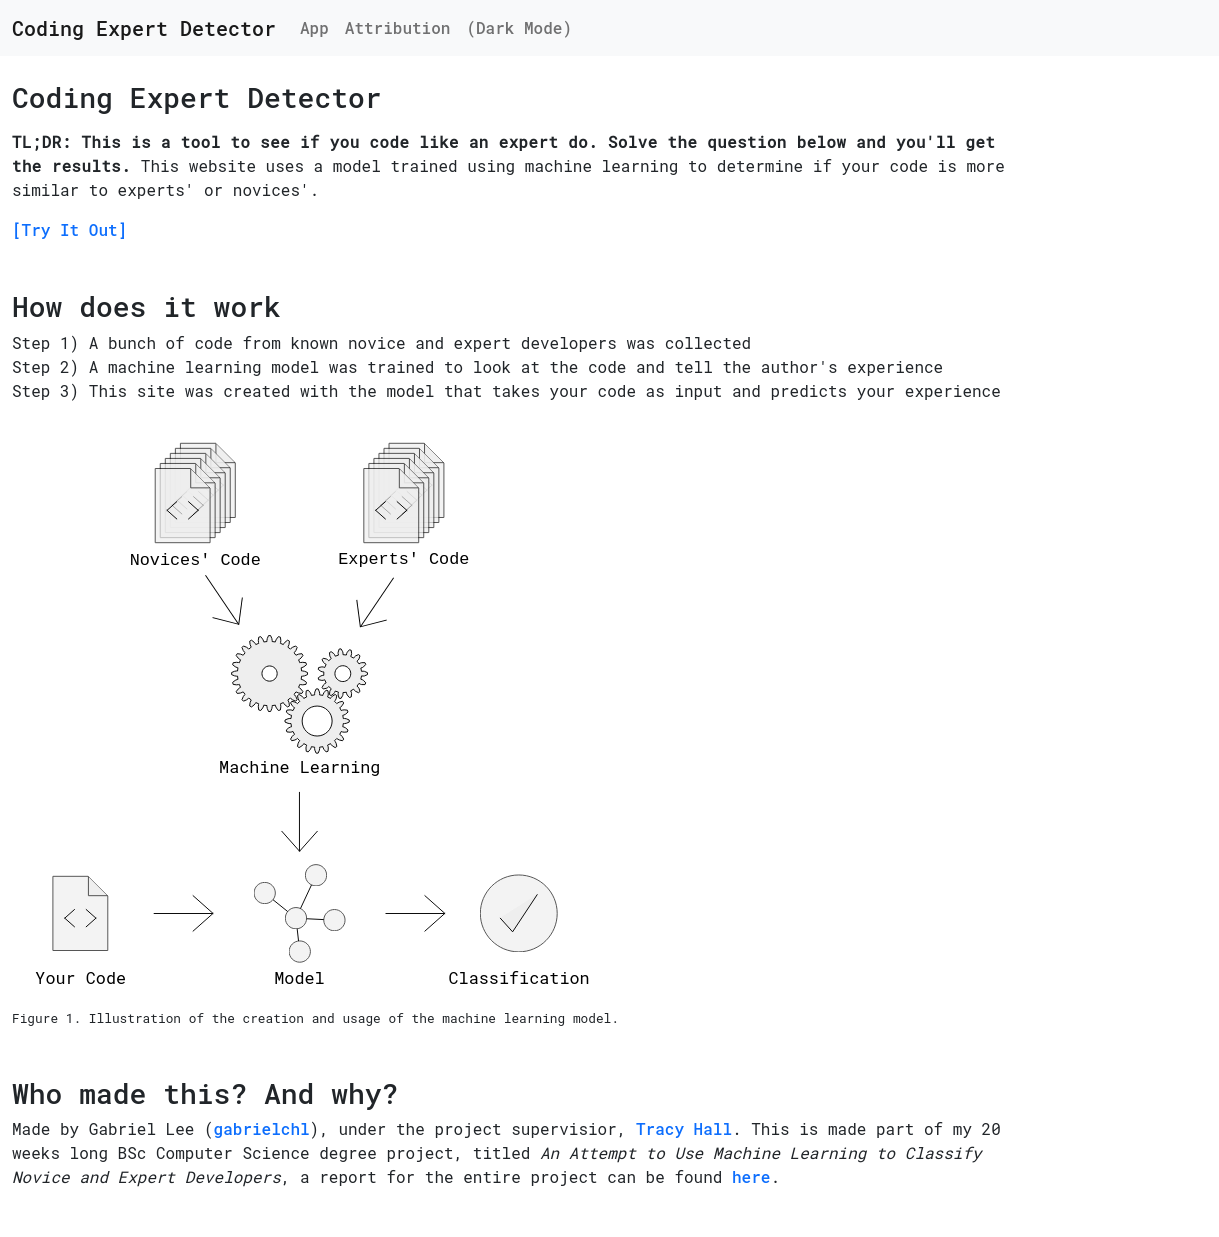 Coding Expert Detector App Attribution (Dark Mode)
Coding Expert Detector
TL;DR: This is a tool to see if you code like an expert do. Solve the question below and you'll get
the results. This website uses a model trained using machine learning to determine if your code is more
similar to experts' or novices'.
[Try It Out]
How does it work
Step 1) A bunch of code from known novice and expert developers was collected
Step 2) A machine learning model was trained to look at the code and tell the author's experience
Step 3) This site was created with the model that takes your code as input and predicts your experience
Novices' Code
Experts' Code
Machine Learning
Your Code
Model
Classification
Figure 1. Illustration of the creation and usage of the machine learning model.
Who made this? And why?
Made by Gabriel Lee (gabrielchl), under the project supervisior, Tracy Hall. This is made part of my 20
weeks long BSc Computer Science degree project, titled An Attempt to Use Machine Learning to Classify
Novice and Expert Developers, a report for the entire project can be found here.